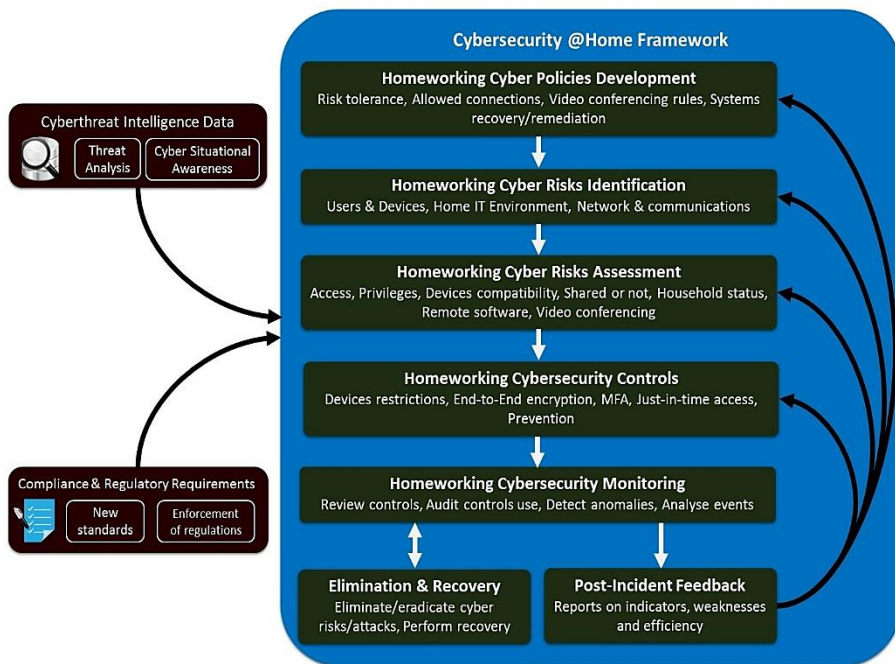 Cybersecurity @Home Framework
Homeworking Cyber Policies Development
Risk tolerance, Allowed connections, Video conferencing rules, Systems
recovery/remediation
Cyberthreat Intelligence Data
Threat
Analysis
Cyber Situational
Awareness
Homeworking Cyber Risks Identification
Users & Devices, Home IT Environment, Network & communications
Homeworking Cyber Risks Assessment
Access, Privileges, Devices compatibility, Shared or not, Household status,
Remote software, Video conferencing
Homeworking Cybersecurity Controls
Devices restrictions, End-to-End encryption, MFA, Just-in-time access,
Prevention
Compliance & Regulatory Requirements
New
standards
Enforcement
of regulations
Homeworking Cybersecurity Monitoring
Review controls, Audit controls use, Detect anomalies, Analyse events
Elimination & Recovery
Eliminate/eradicate cyber
risks/attacks, Perform recovery
Post-Incident Feedback
Reports on indicators, weaknesses
and efficiency